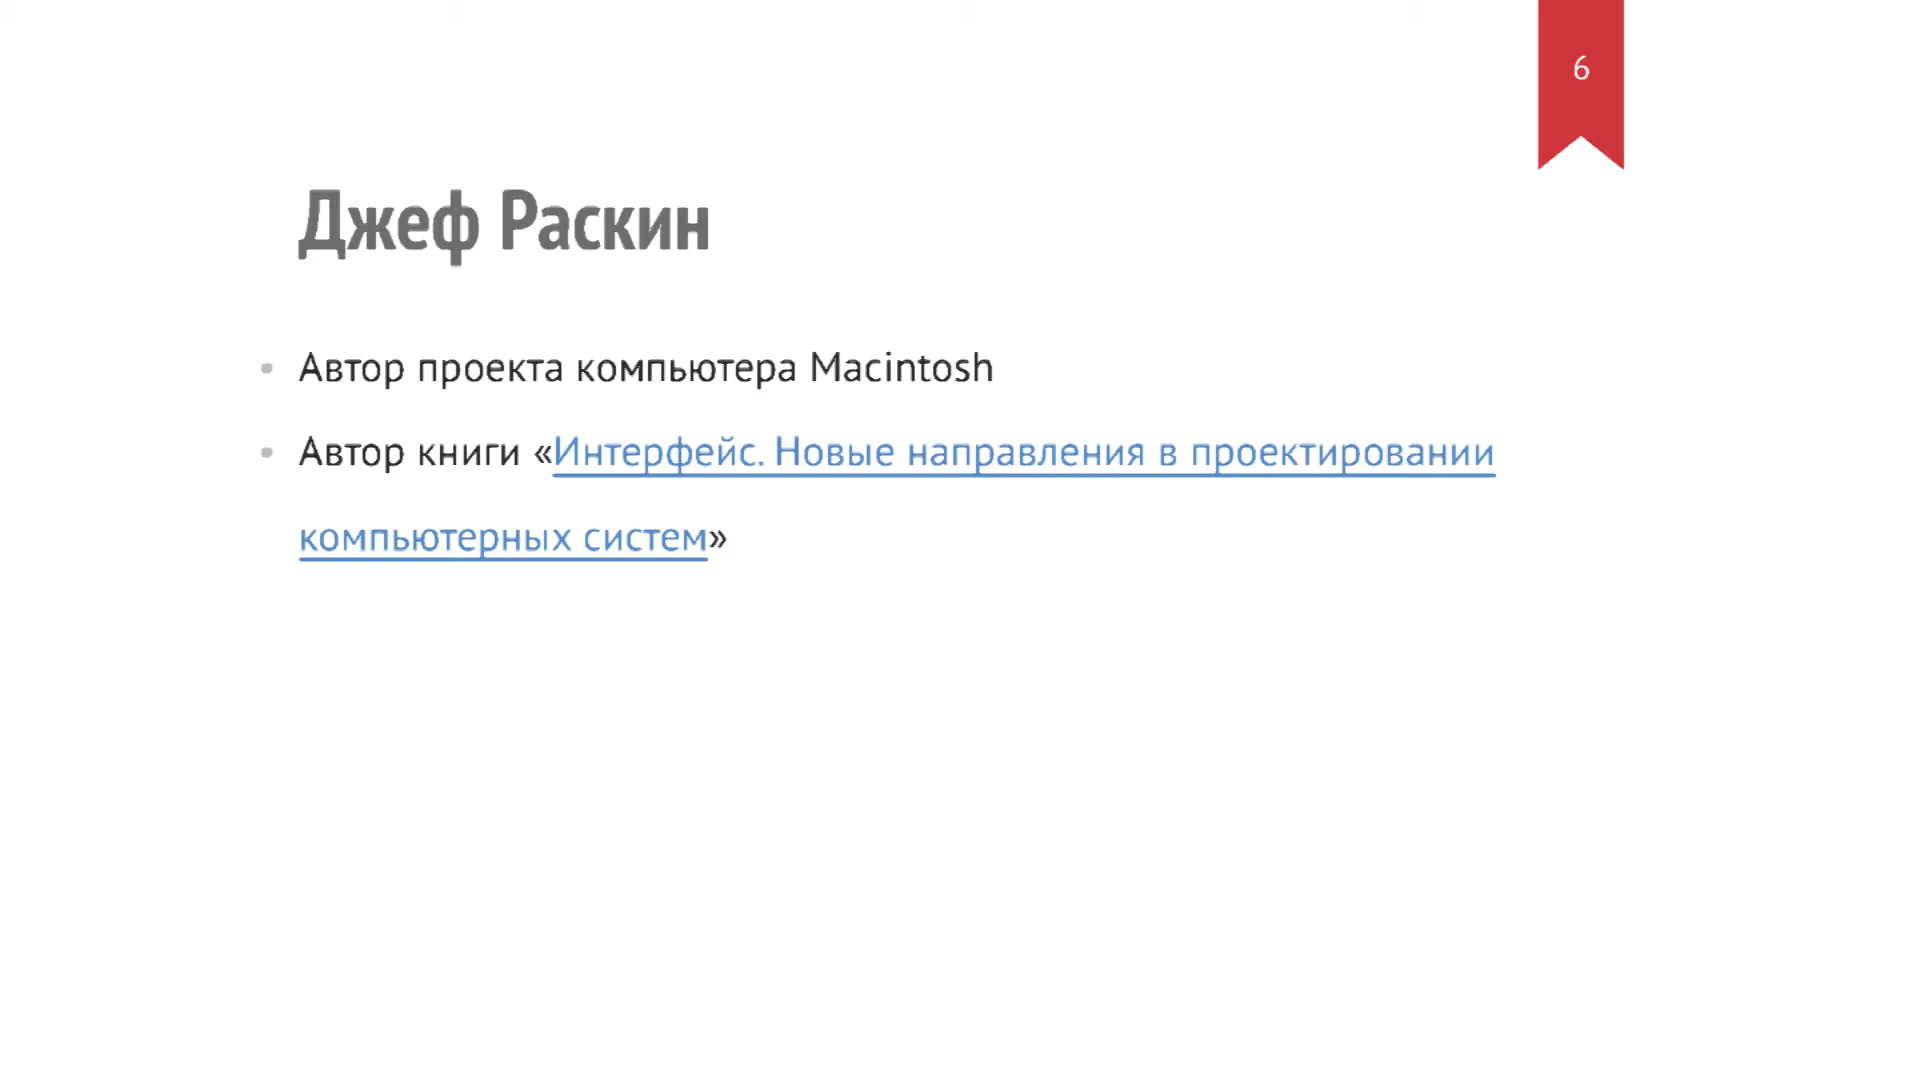 6
Джеф Раскин
• Автор проекта компьютера Macintosh
• Автор книги «Интерфейс. Новые направления в проектировании
компьютерных систем»